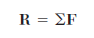 R = ΣF